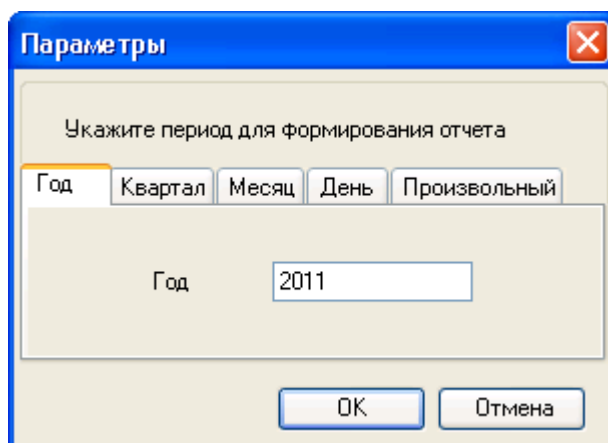 Параметры
Укажите период для формирования отчета
Год Квартал Месяц День Произвольный
Год 2011
OK Отмена